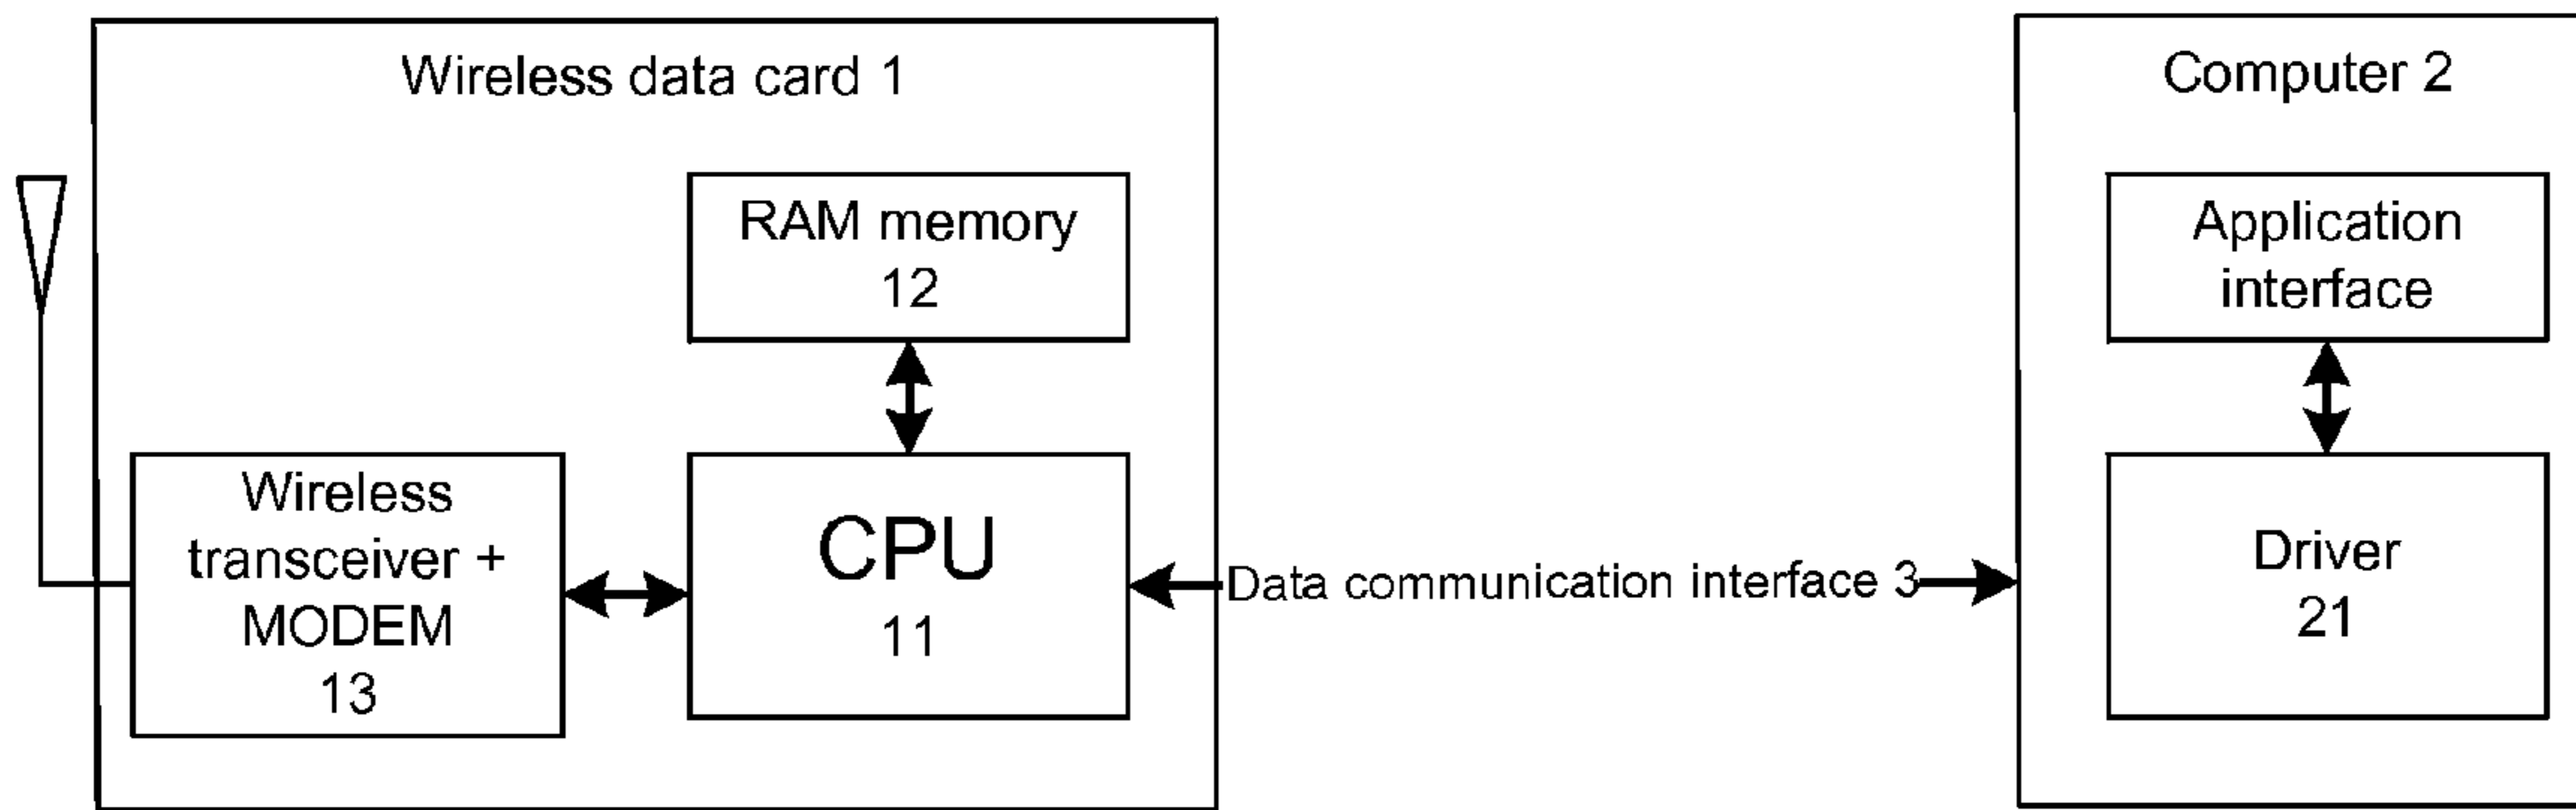 Wireless data card 1
RAM memory
12
Wireless
transceiver +
MODEM
13
CPU
11
Data communication interface 3
Computer 2
Application
interface
Driver
21